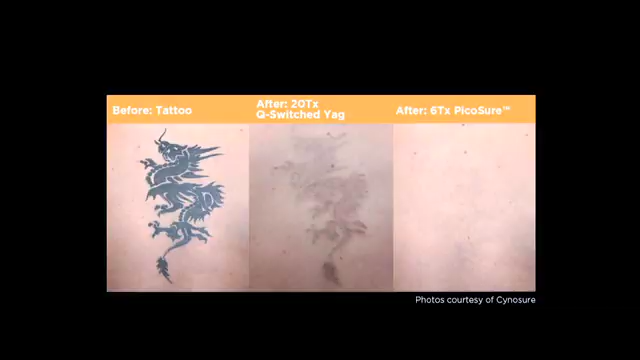 Before: Tattoo
After: 20Tx
Q-Switched Yag
After: 6Tx PicoSure™
Photos courtesy of Cynosure